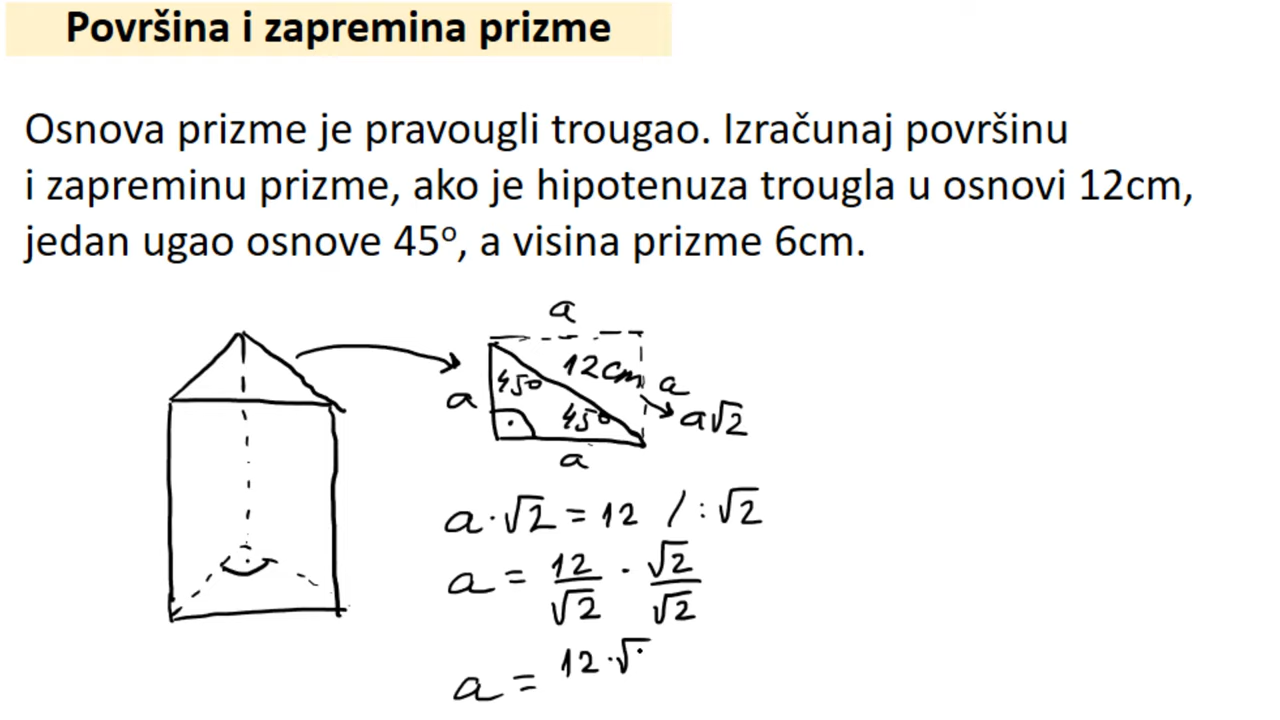 Površina i zapremina prizme
Osnova prizme je pravougli trougao. Izračunaj površinu
i zapreminu prizme, ako je hipotenuza trougla u osnovi 12cm,
jedan ugao osnove 45°, a visina prizme 6cm.
a
12cm
45°
a
a
45°
a√2
a
a·√2 = 12 / :√2
a = 12/√2 · √2/√2
a = 12·√